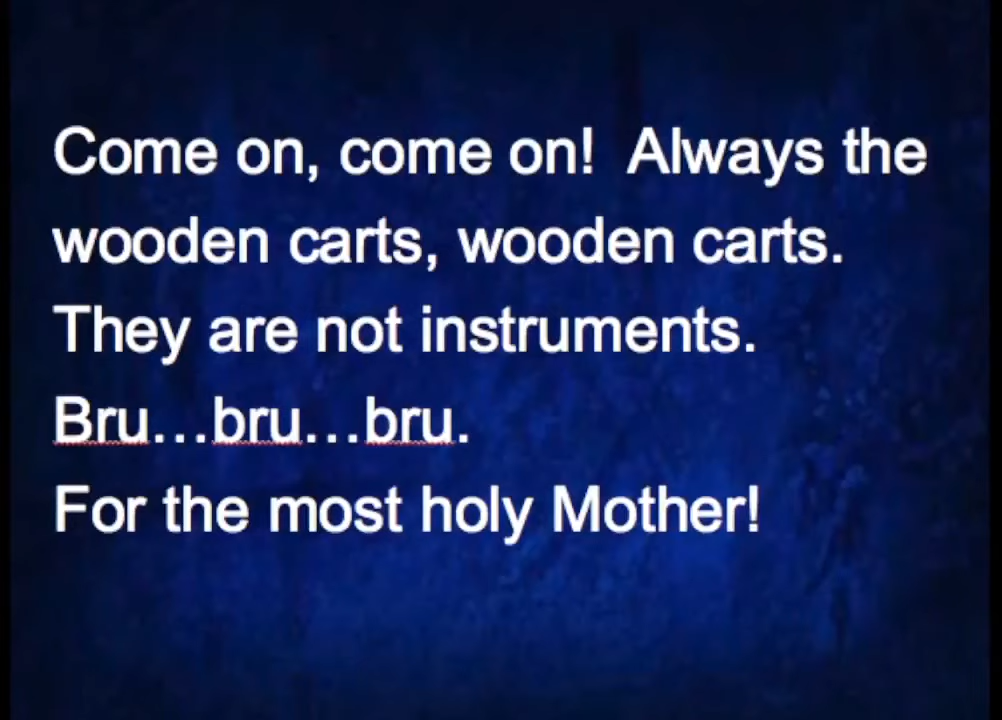 Come on, come on!  Always the
wooden carts, wooden carts.
They are not instruments.
Bru…bru…bru.
For the most holy Mother!